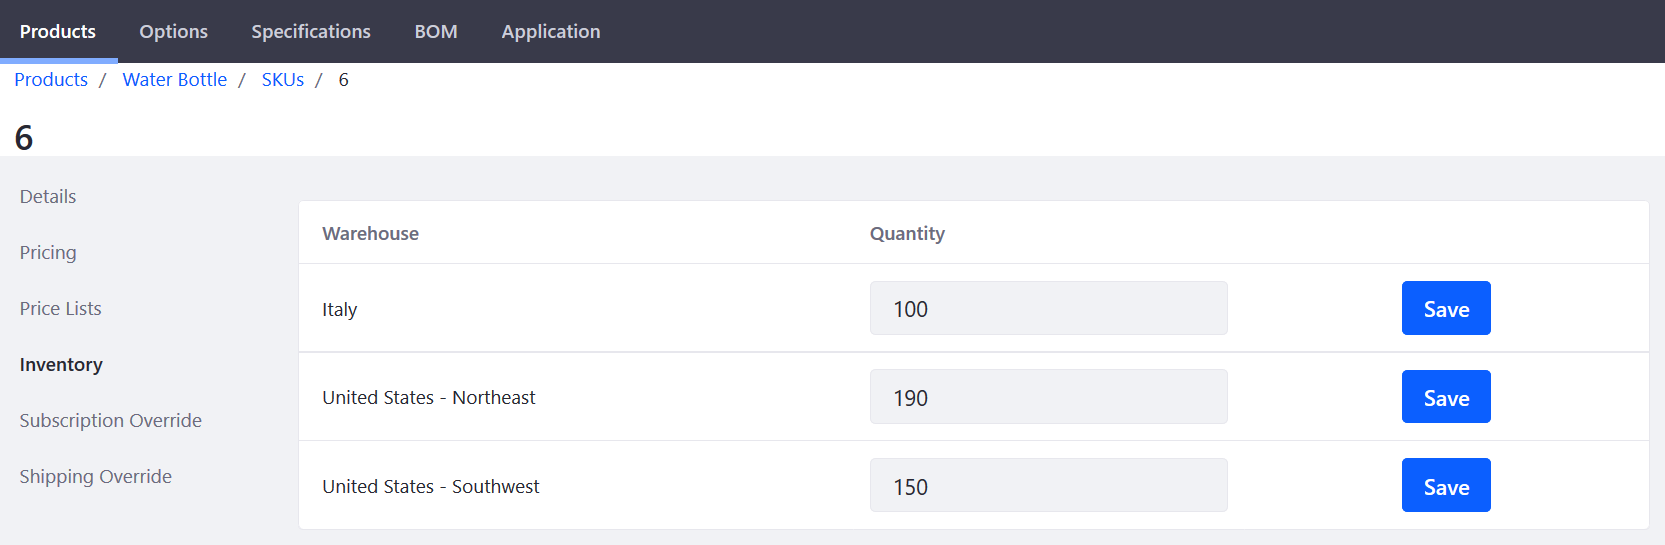 Products Options Specifications BOM Application
Products / Water Bottle / SKUs / 6
6
Details
Pricing
Price Lists
Inventory
Subscription Override
Shipping Override
Warehouse Quantity
Italy 100 Save
United States - Northeast 190 Save
United States - Southwest 150 Save